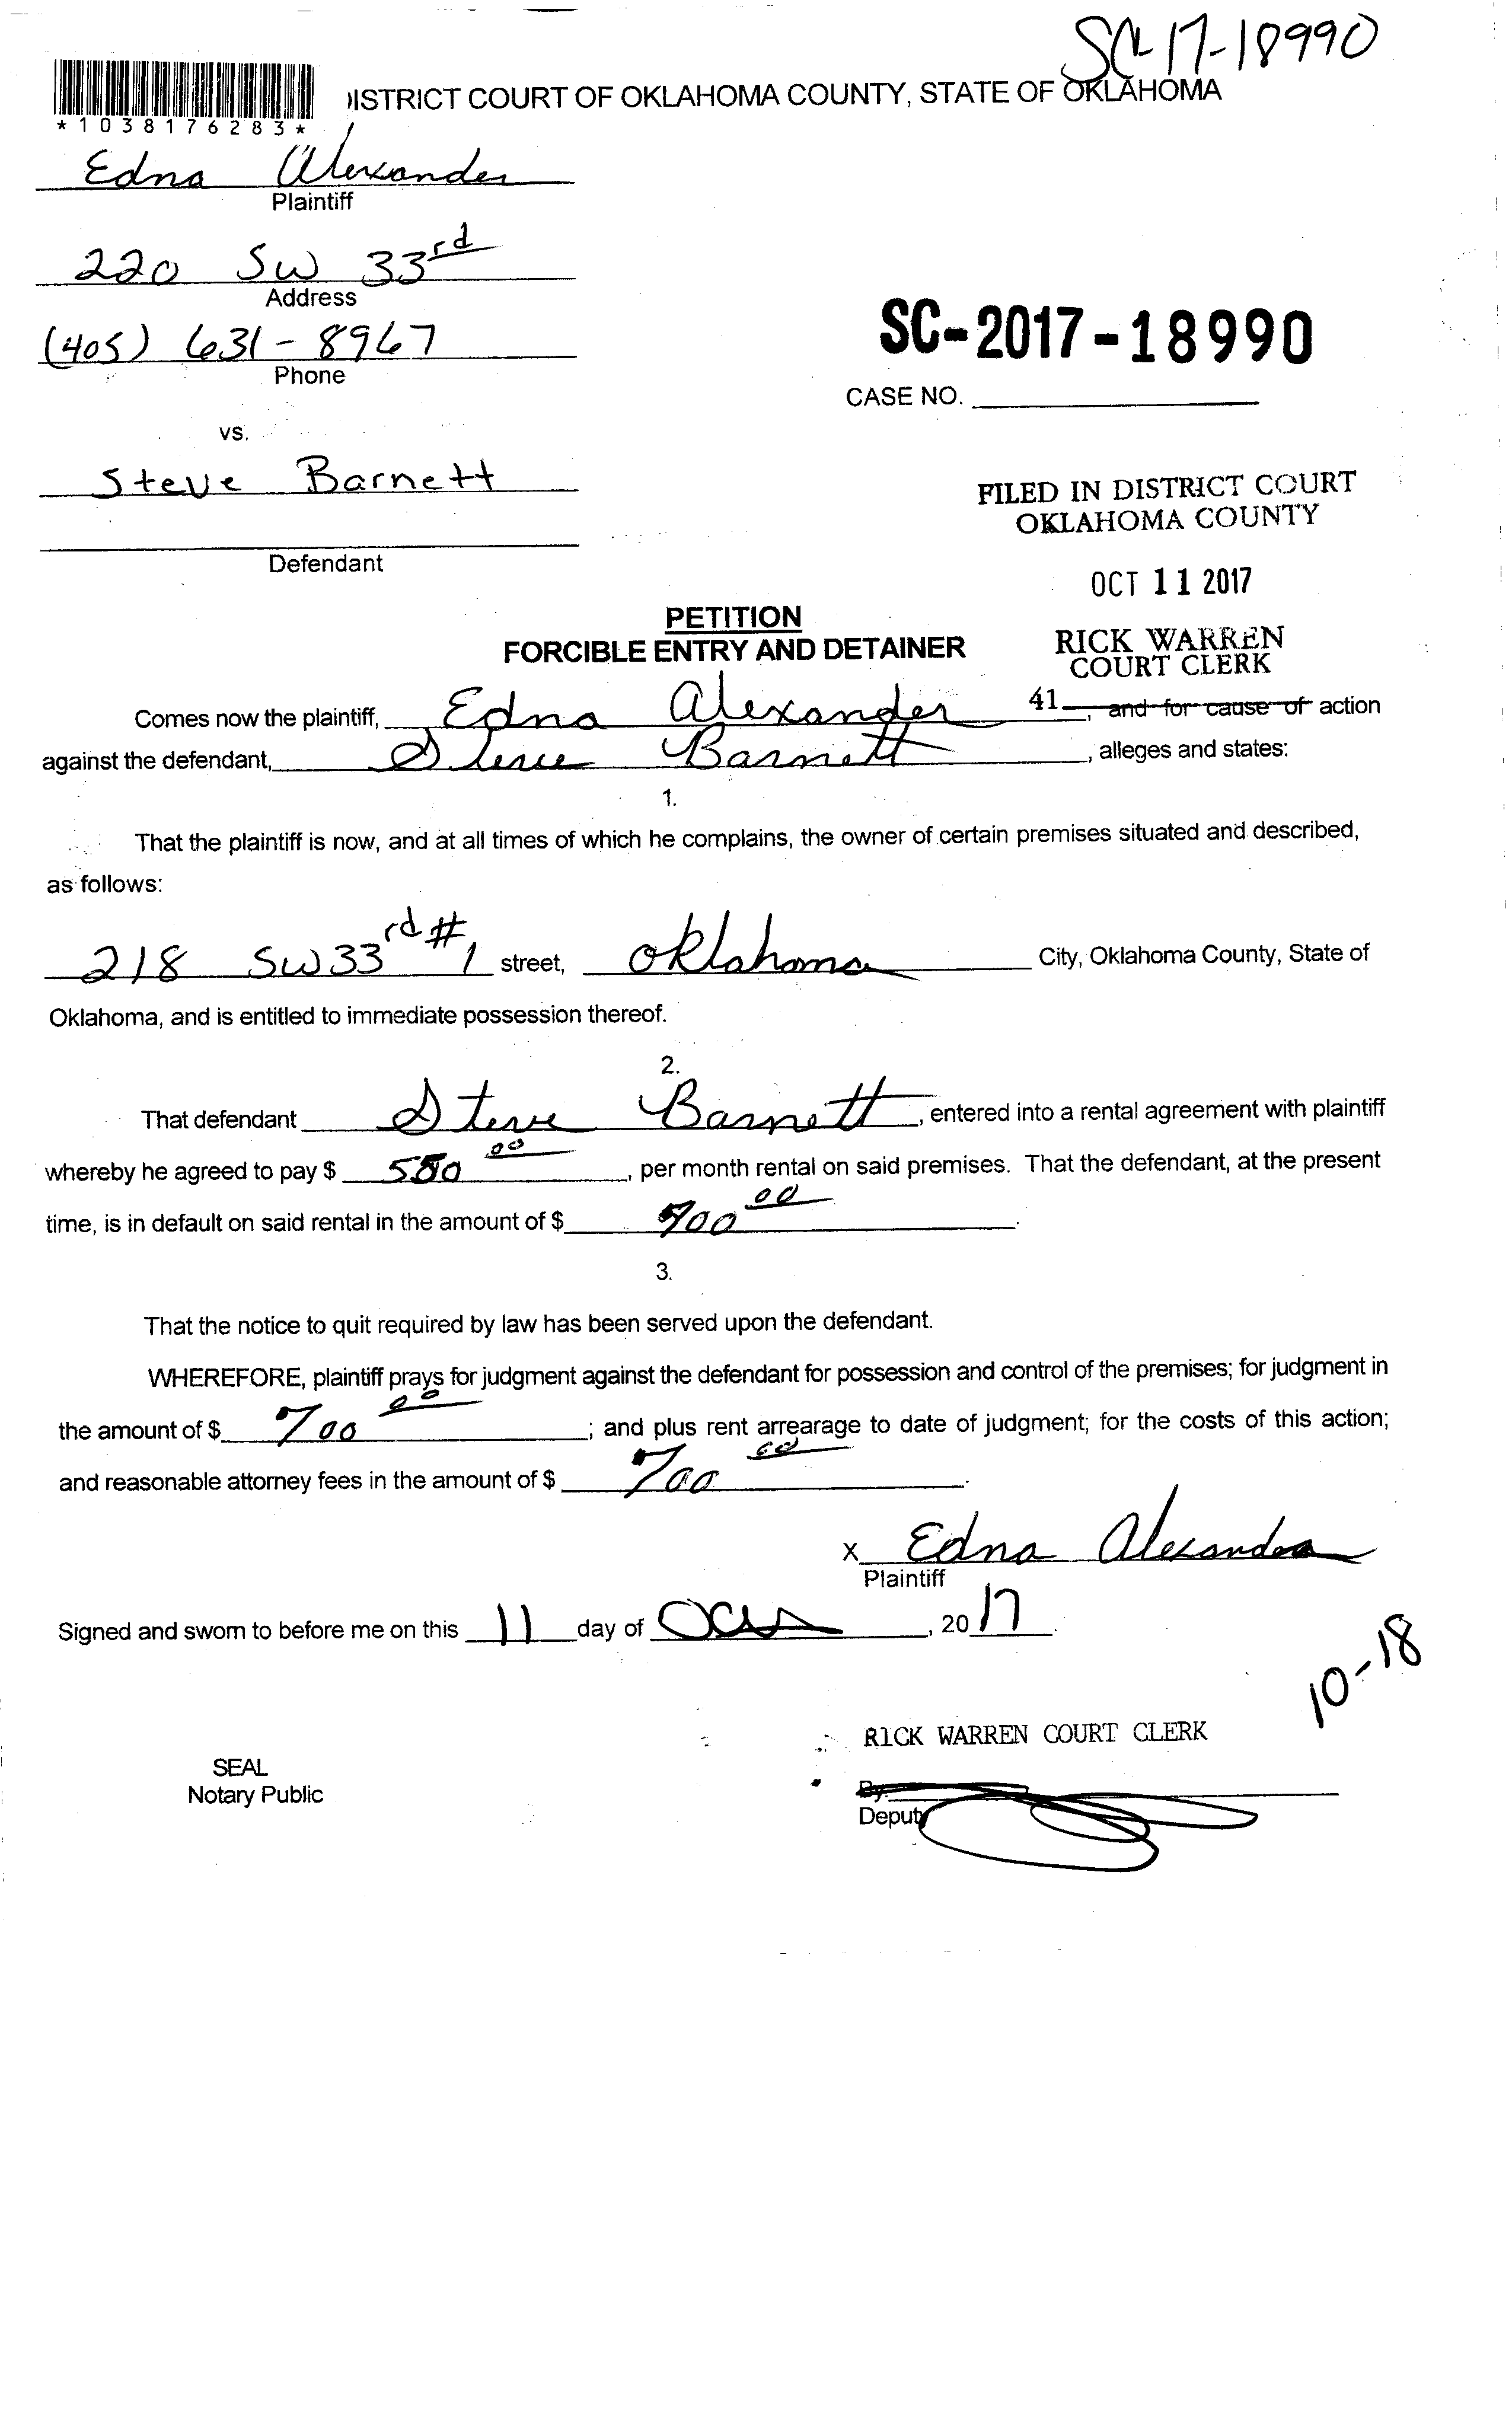 SC-17-18990
*1038176283*
ISTRICT COURT OF OKLAHOMA COUNTY, STATE OF OKLAHOMA
Edna Alexander
Plaintiff
220 SW 33rd
Address
(405) 631-8967
Phone
SC-2017-18990
CASE NO.
vs.
Steve Barnett
Defendant
FILED IN DISTRICT COURT
OKLAHOMA COUNTY
OCT 11 2017
RICK WARREN
COURT CLERK
41
PETITION
FORCIBLE ENTRY AND DETAINER
Comes now the plaintiff, Edna Alexander, and for cause of action
against the defendant, Steve Barnett, alleges and states:
1.
That the plaintiff is now, and at all times of which he complains, the owner of certain premises situated and described,
as follows:
218 SW 33rd #1 street, Oklahoma City, Oklahoma County, State of
Oklahoma, and is entitled to immediate possession thereof.
2.
That defendant Steve Barnett, entered into a rental agreement with plaintiff
whereby he agreed to pay $ 00, per month rental on said premises. That the defendant, at the present
time, is in default on said rental in the amount of $ 700 00.
3.
That the notice to quit required by law has been served upon the defendant.
WHEREFORE, plaintiff prays for judgment against the defendant for possession and control of the premises; for judgment in
the amount of $ 700 00; and plus rent arrearage to date of judgment; for the costs of this action;
and reasonable attorney fees in the amount of $ 700 00.
x Edna Alexander
Plaintiff
Signed and sworn to before me on this 11 day of, 2017.
10-18
RICK WARREN COURT CLERK
SEAL
Notary Public
By
Deputy